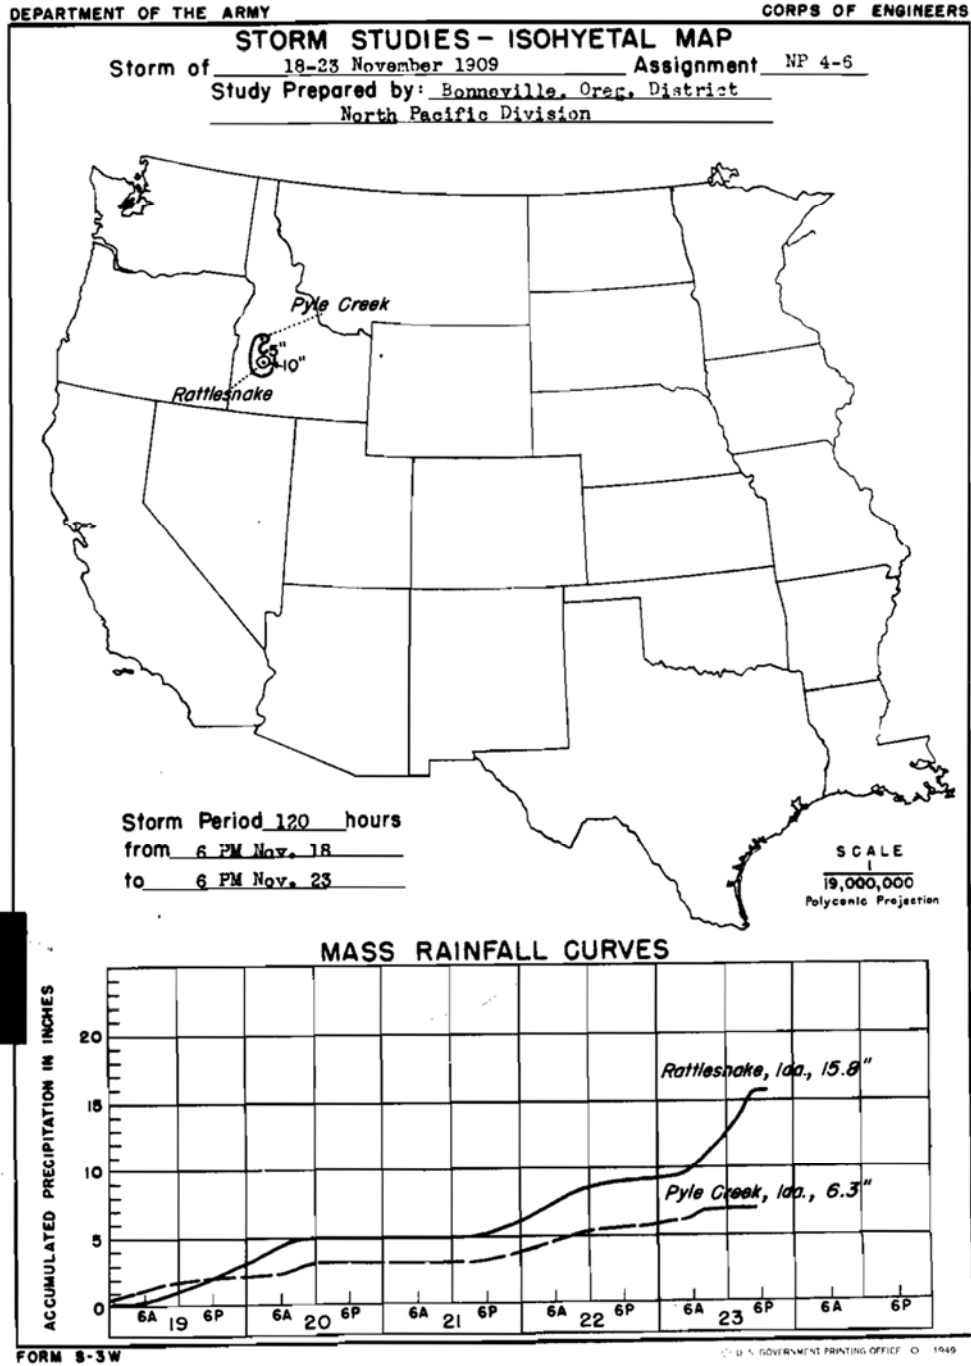 DEPARTMENT OF THE ARMY CORPS OF ENGINEERS
STORM STUDIES – ISOHYETAL MAP
Storm of 18-23 November 1909 Assignment NP 4-6
Study Prepared by: Bonneville, Oreg. District
North Pacific Division
Pyle Creek
5"
10"
Rattlesnake
Storm Period 120 hours
from 6 PM Nov. 18
to 6 PM Nov. 23
SCALE
1
19,000,000
Polyconic Projection
MASS RAINFALL CURVES
ACCUMULATED PRECIPITATION IN INCHES
20
15
10
5
0
Rattlesnake, Ida., 15.8"
Pyle Creek, Ida., 6.3"
6A 6P 6A 6P 6A 6P 6A 6P 6A 6P 6A 6P
19 20 21 22 23
FORM S-3W U. S. GOVERNMENT PRINTING OFFICE O 1949